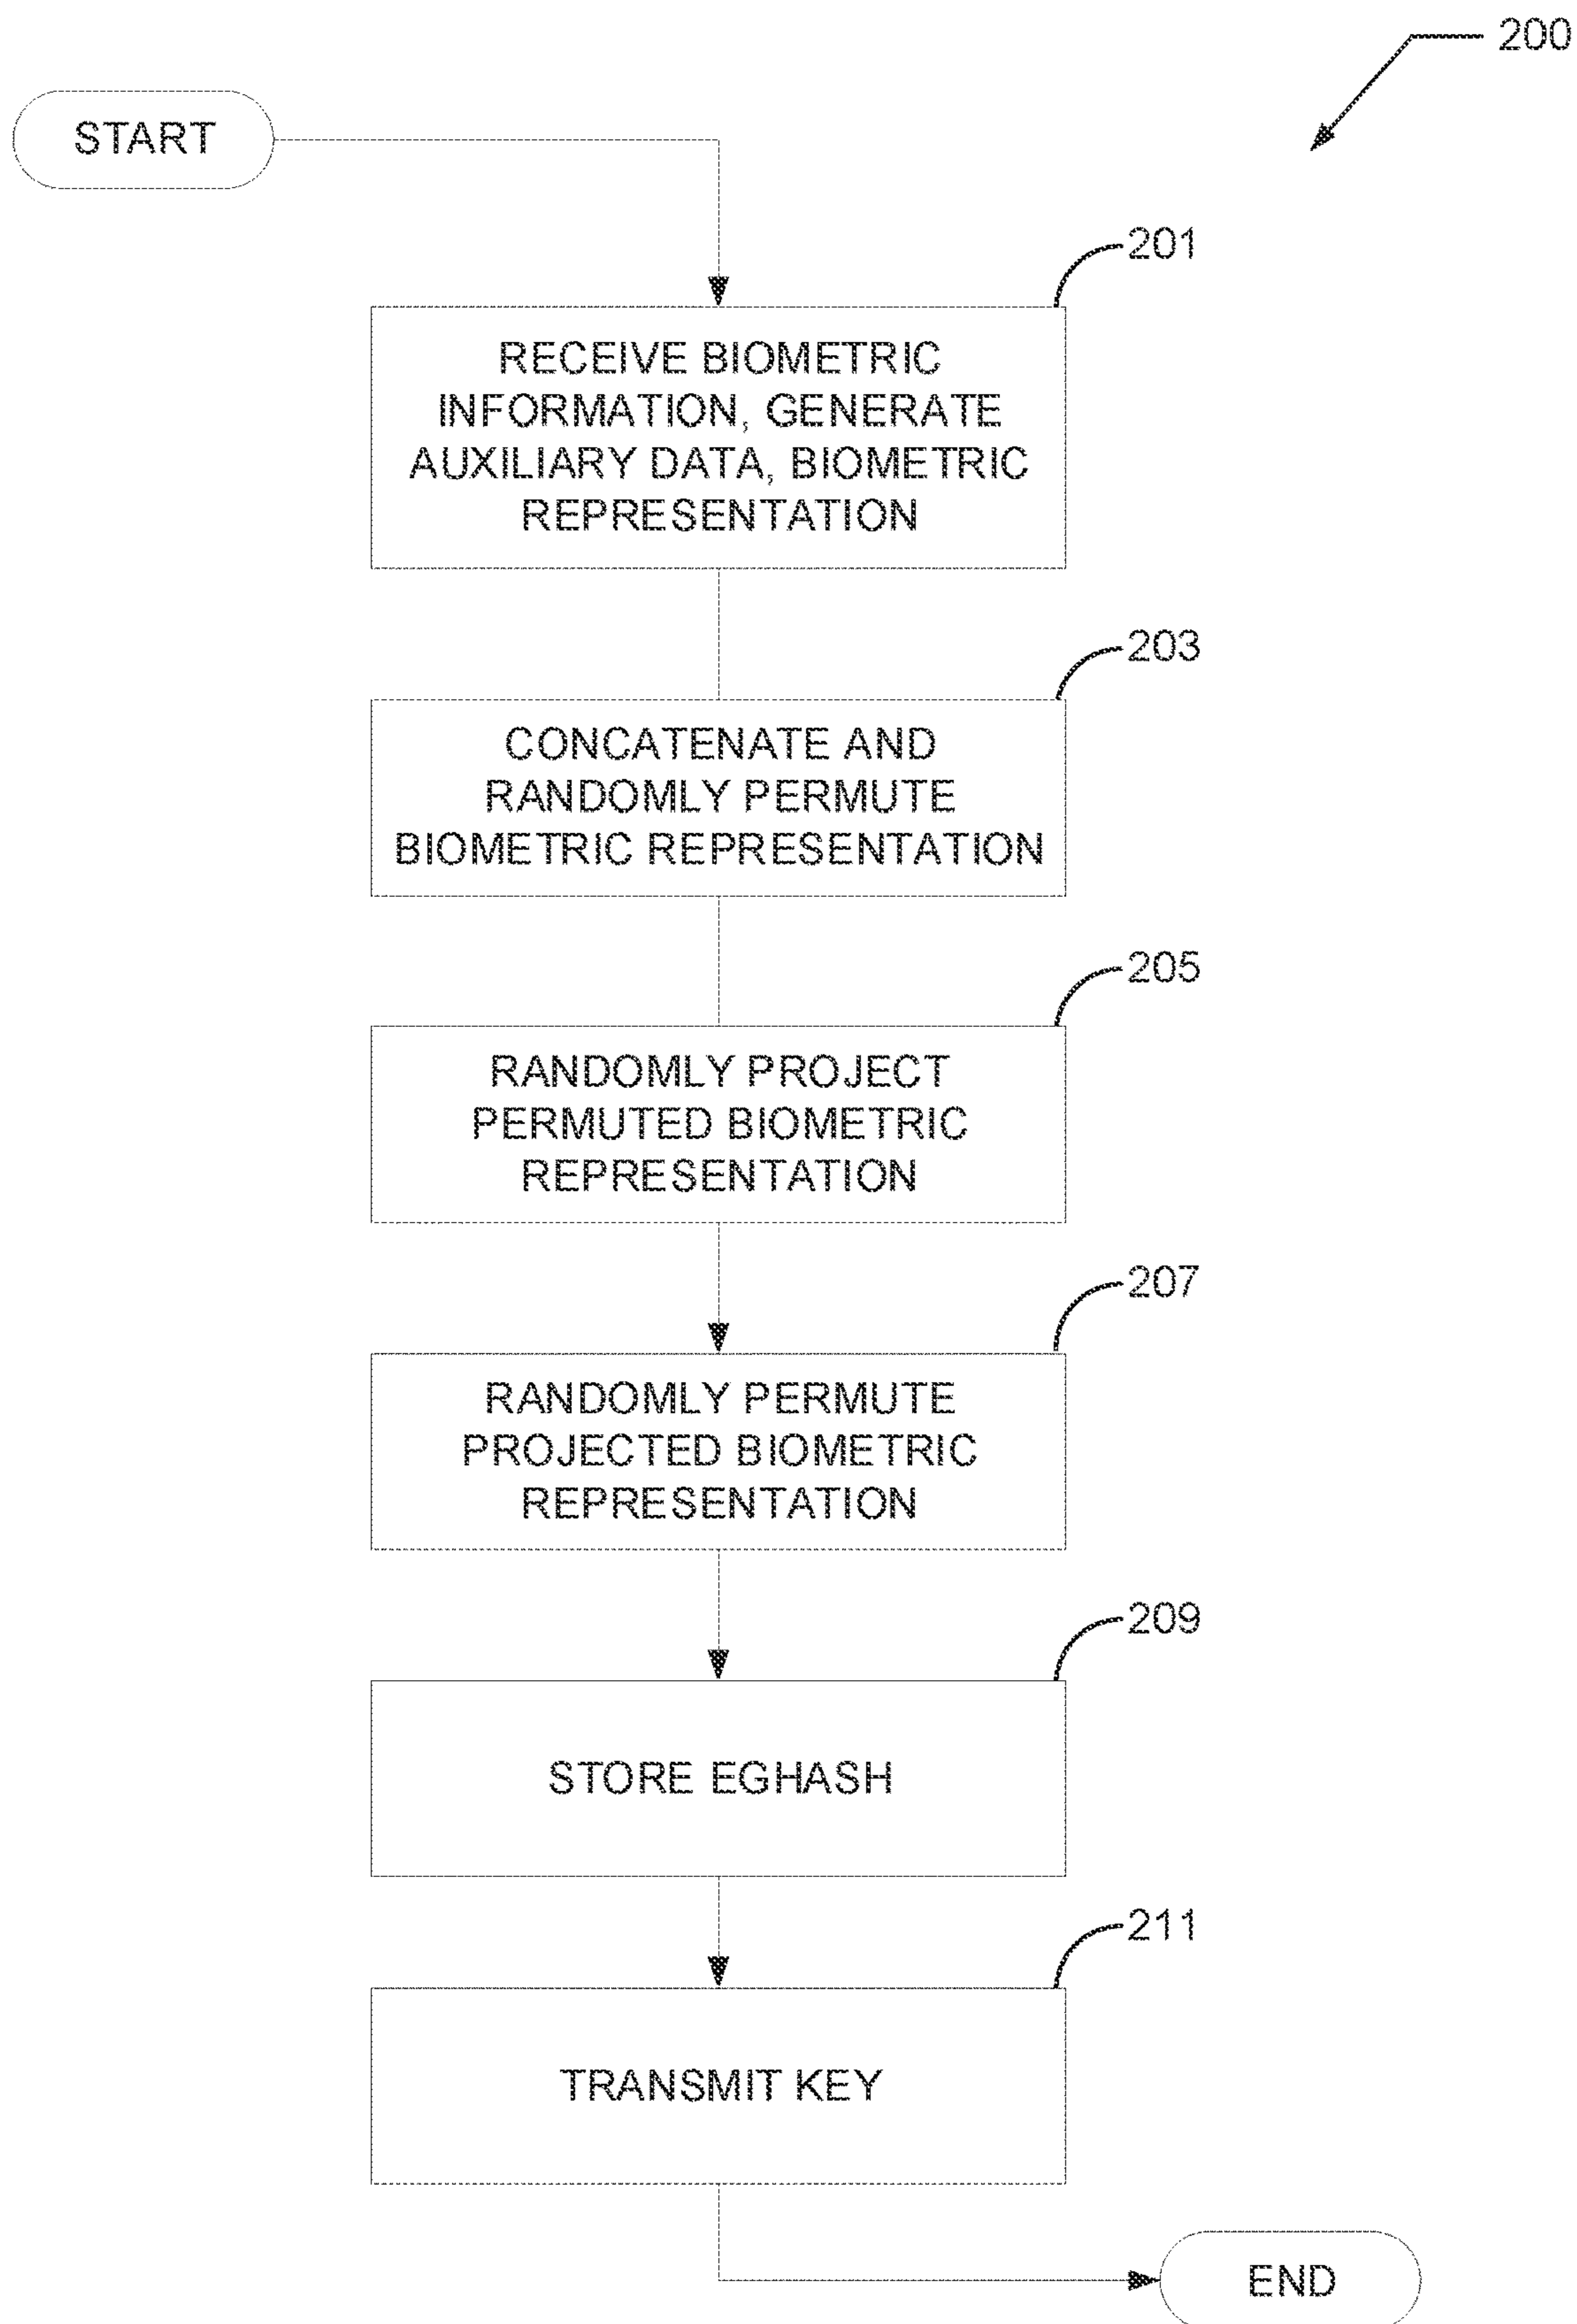 200
START
201
RECEIVE BIOMETRIC
INFORMATION, GENERATE
AUXILIARY DATA, BIOMETRIC
REPRESENTATION
203
CONCATENATE AND
RANDOMLY PERMUTE
BIOMETRIC REPRESENTATION
205
RANDOMLY PROJECT
PERMUTED BIOMETRIC
REPRESENTATION
207
RANDOMLY PERMUTE
PROJECTED BIOMETRIC
REPRESENTATION
209
STORE EGHASH
211
TRANSMIT KEY
END